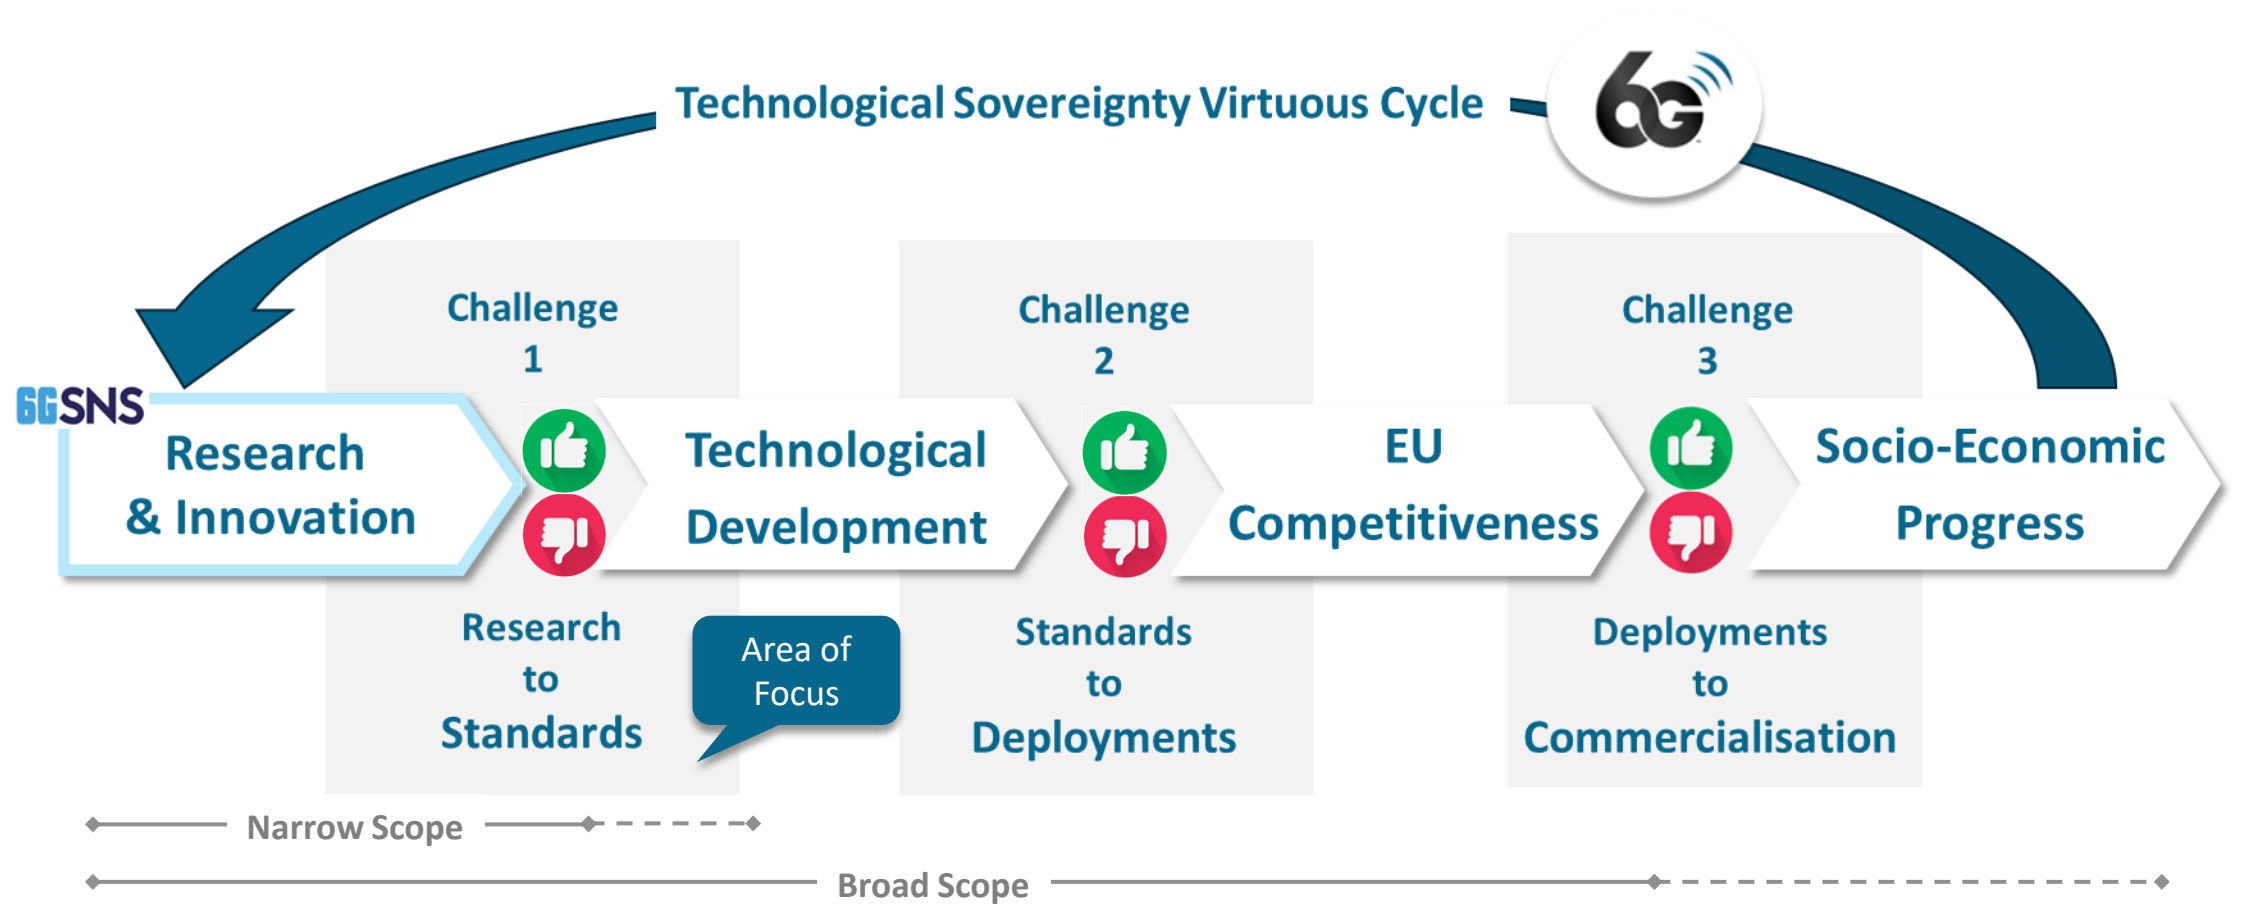 Technological Sovereignty Virtuous Cycle
6G
TM
Challenge
1
Challenge
2
Challenge
3
6GSNS
Research
& Innovation
Technological
Development
EU
Competitiveness
Socio-Economic
Progress
Research
to
Standards
Area of
Focus
Standards
to
Deployments
Deployments
to
Commercialisation
Narrow Scope
Broad Scope